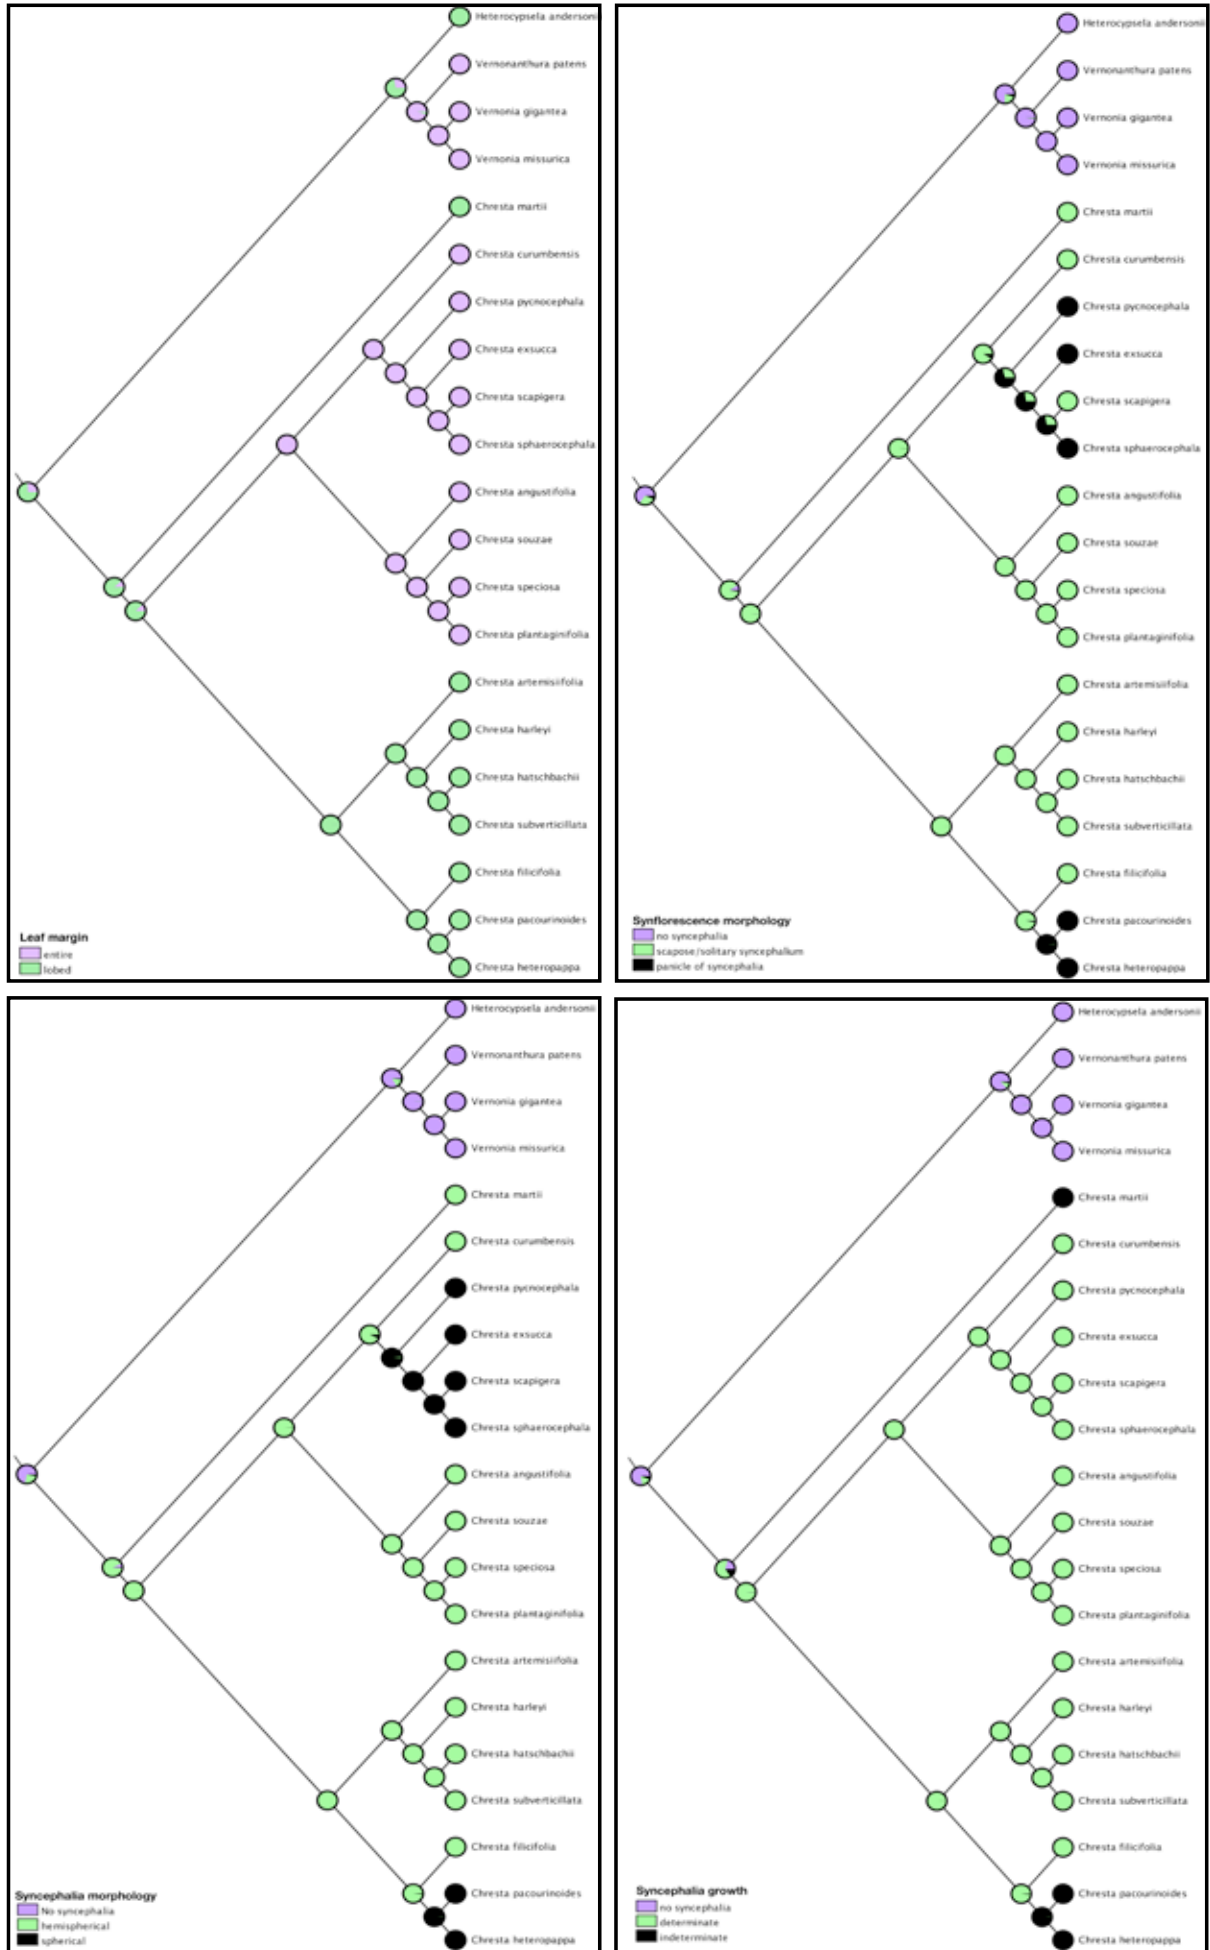 Heterocypsela andersonii
Vernonanthura patens
Vernonia gigantea
Vernonia missurica
Chresta martii
Chresta curumbensis
Chresta pycnocephala
Chresta exsucca
Chresta scapigera
Chresta sphaerocephala
Chresta angustifolia
Chresta souzae
Chresta speciosa
Chresta plantaginifolia
Chresta artemisiifolia
Chresta harleyi
Chresta hatschbachii
Chresta subverticillata
Chresta filicifolia
Chresta pacourinoides
Chresta heteropappa
Leaf margin
entire
lobed
Heterocypsela andersonii
Vernonanthura patens
Vernonia gigantea
Vernonia missurica
Chresta martii
Chresta curumbensis
Chresta pycnocephala
Chresta exsucca
Chresta scapigera
Chresta sphaerocephala
Chresta angustifolia
Chresta souzae
Chresta speciosa
Chresta plantaginifolia
Chresta artemisiifolia
Chresta harleyi
Chresta hatschbachii
Chresta subverticillata
Chresta filicifolia
Chresta pacourinoides
Chresta heteropappa
Synflorescence morphology
no syncephalia
scapose/solitary syncephalium
panicle of syncephalia
Heterocypsela andersonii
Vernonanthura patens
Vernonia gigantea
Vernonia missurica
Chresta martii
Chresta curumbensis
Chresta pycnocephala
Chresta exsucca
Chresta scapigera
Chresta sphaerocephala
Chresta angustifolia
Chresta souzae
Chresta speciosa
Chresta plantaginifolia
Chresta artemisiifolia
Chresta harleyi
Chresta hatschbachii
Chresta subverticillata
Chresta filicifolia
Chresta pacourinoides
Chresta heteropappa
Syncephalia morphology
No syncephalia
hemispherical
spherical
Heterocypsela andersonii
Vernonanthura patens
Vernonia gigantea
Vernonia missurica
Chresta martii
Chresta curumbensis
Chresta pycnocephala
Chresta exsucca
Chresta scapigera
Chresta sphaerocephala
Chresta angustifolia
Chresta souzae
Chresta speciosa
Chresta plantaginifolia
Chresta artemisiifolia
Chresta harleyi
Chresta hatschbachii
Chresta subverticillata
Chresta filicifolia
Chresta pacourinoides
Chresta heteropappa
Syncephalia growth
no syncephalia
determinate
indeterminate